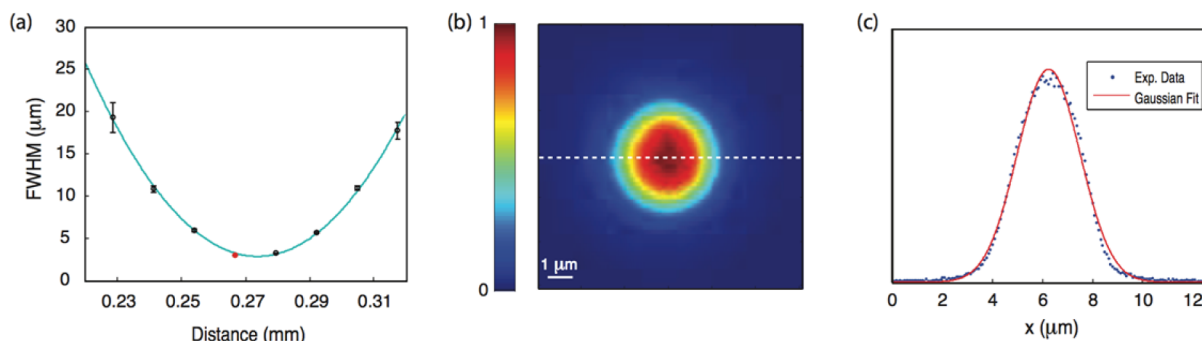 (a)
30
25
20
15
10
5
0
FWHM (μm)
0.23
0.25
0.27
0.29
0.31
Distance (mm)
(b)
1
0
1 μm
(c)
Exp. Data
Gaussian Fit
0
2
4
6
8
10
12
x (μm)